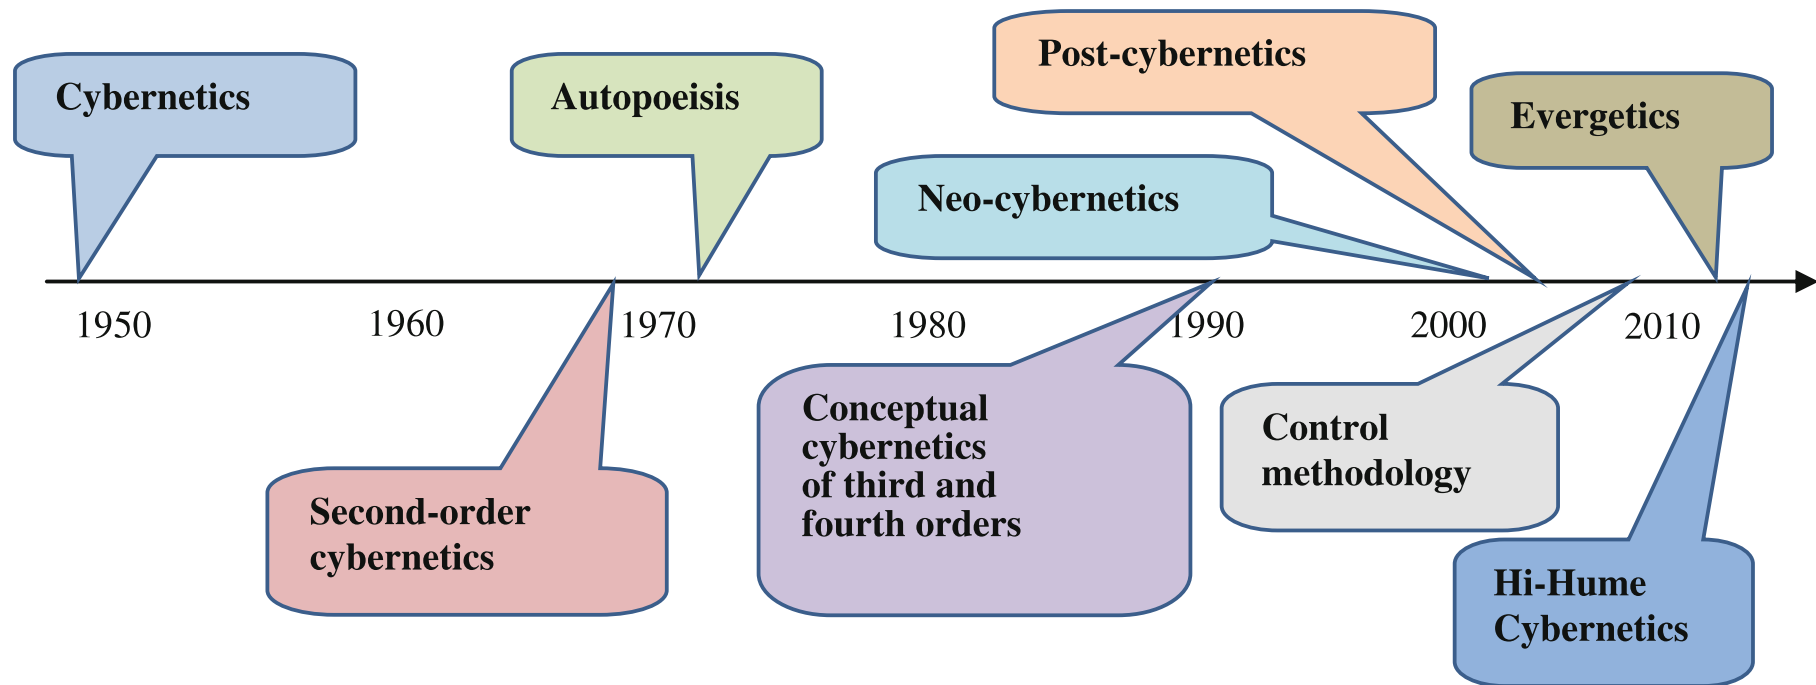 Post-cybernetics
Cybernetics
Autopoeisis
Evergetics
Neo-cybernetics
1950
1960
1970
1980
1990
2000
2010
Conceptual
cybernetics
of third and
fourth orders
Control
methodology
Second-order
cybernetics
Hi-Hume
Cybernetics